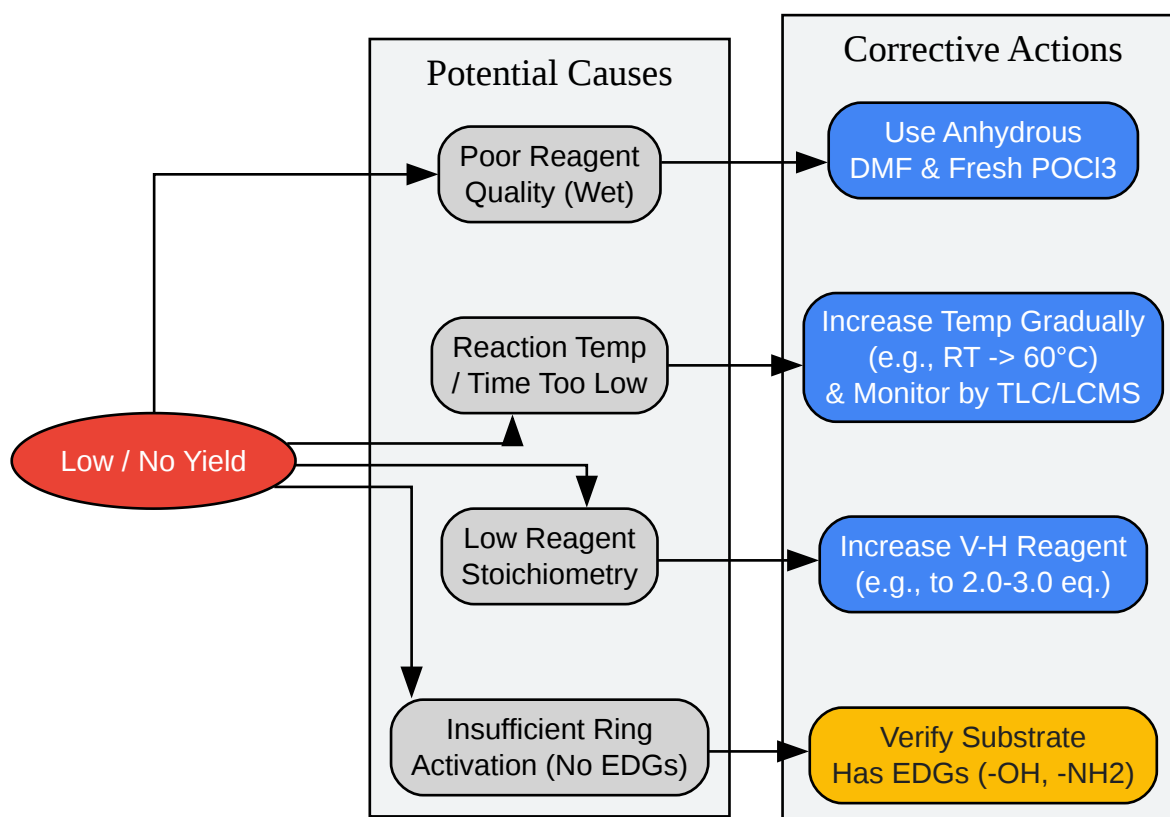 Potential Causes
Corrective Actions
Poor Reagent
Quality (Wet)
Use Anhydrous
DMF & Fresh POCl3
Reaction Temp
/ Time Too Low
Increase Temp Gradually
(e.g., RT -> 60°C)
& Monitor by TLC/LCMS
Low / No Yield
Low Reagent
Stoichiometry
Increase V-H Reagent
(e.g., to 2.0-3.0 eq.)
Insufficient Ring
Activation (No EDGs)
Verify Substrate
Has EDGs (-OH, -NH2)